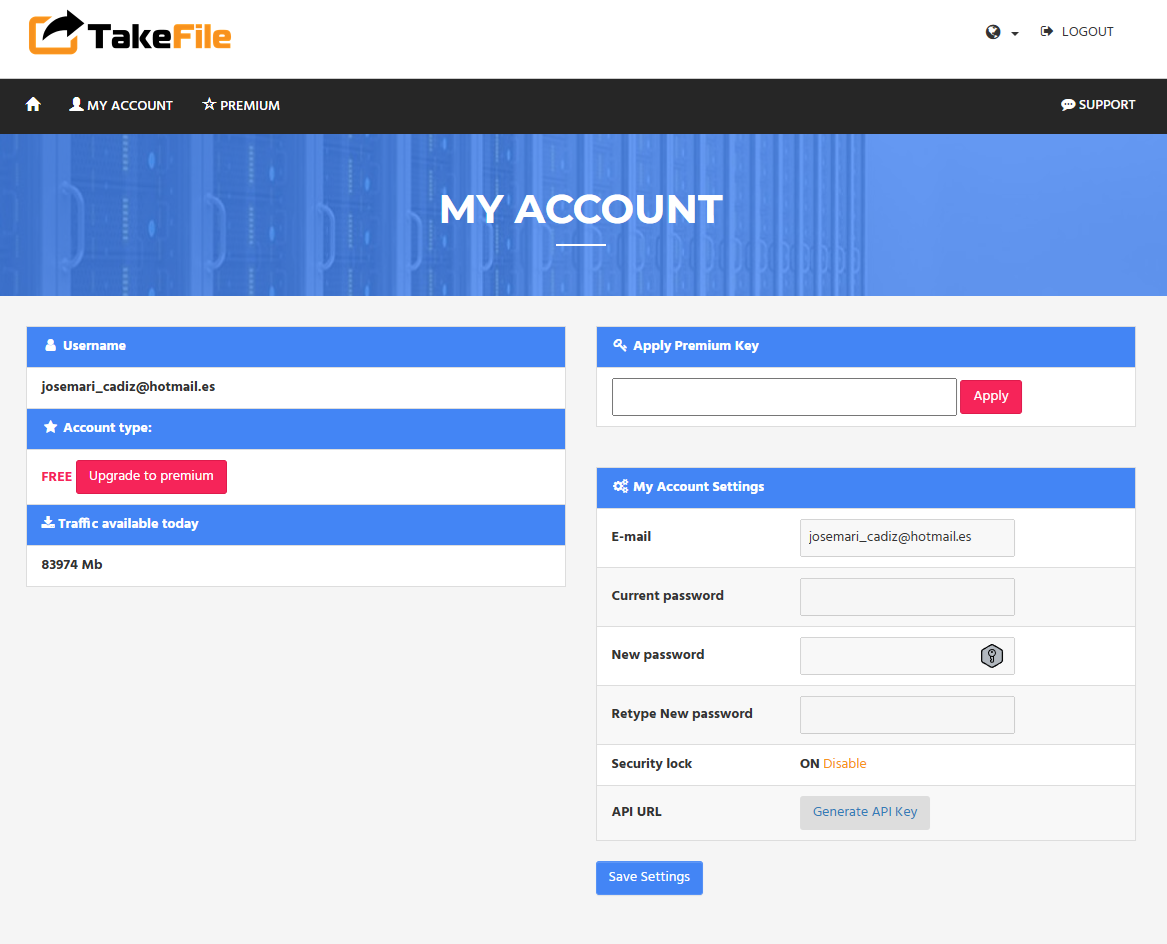 TakeFile
LOGOUT
MY ACCOUNT
PREMIUM
SUPPORT
MY ACCOUNT
Username
josemari_cadiz@hotmail.es
Account type:
FREE Upgrade to premium
Traffic available today
83974 Mb
Apply Premium Key
Apply
My Account Settings
E-mail josemari_cadiz@hotmail.es
Current password
New password
Retype New password
Security lock ON Disable
API URL Generate API Key
Save Settings